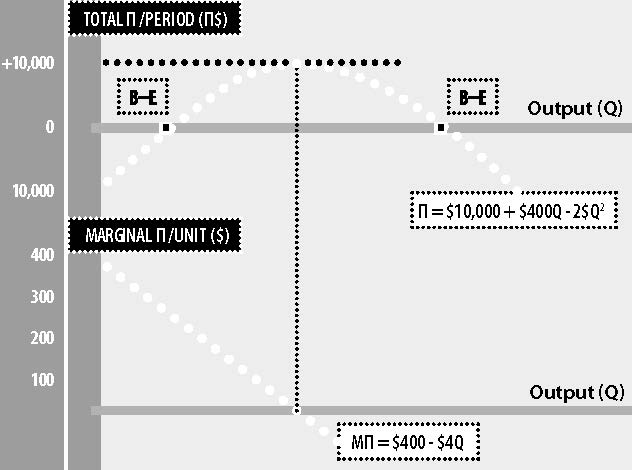 TOTAL Π/PERIOD (Π$)
+10,000
B–E
B–E
Output (Q)
0
10,000
Π = $10,000 + $400Q - 2$Q²
MARGINAL Π/UNIT ($)
400
300
200
100
Output (Q)
MΠ = $400 - $4Q